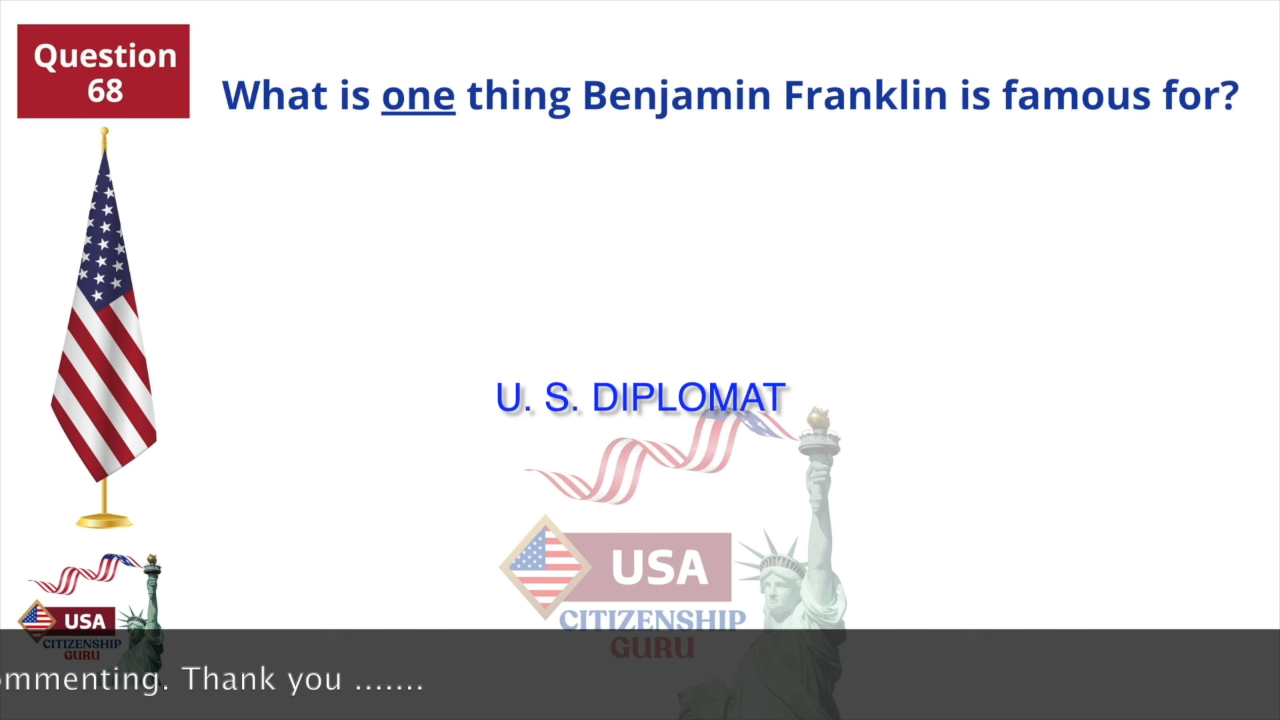 Question
68
What is one thing Benjamin Franklin is famous for?
U. S. DIPLOMAT
USA
CITIZENSHIP
GURU
USA
CITIZENSHIP
GURU
ommenting. Thank you .......